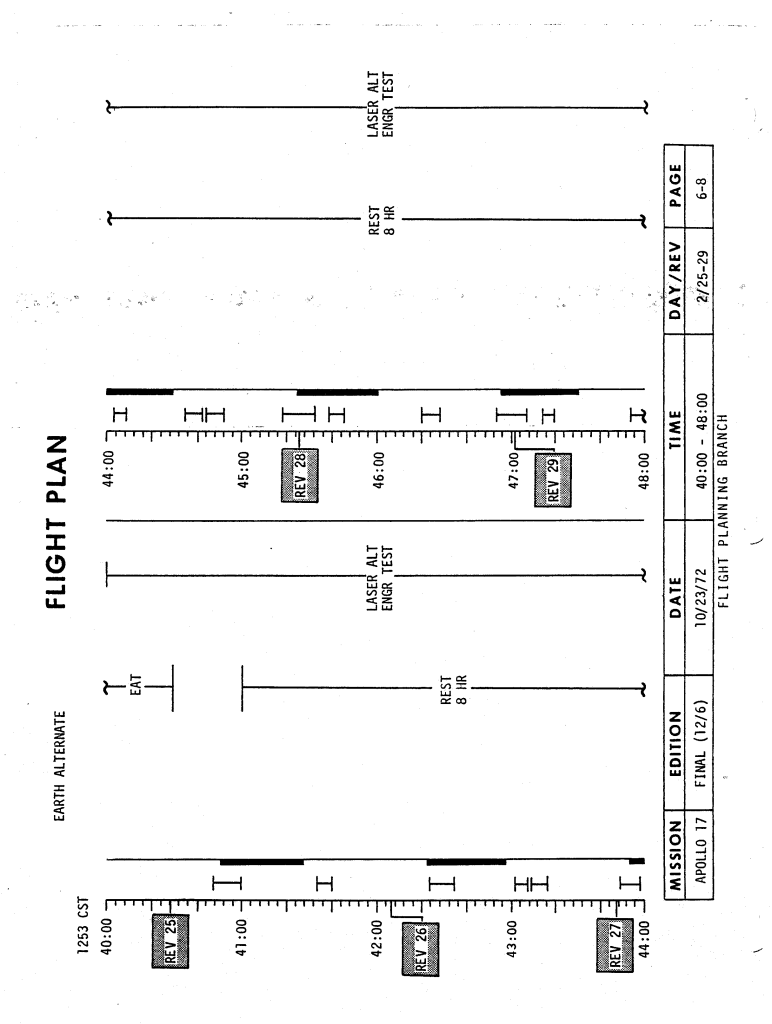 FLIGHT PLAN
EARTH ALTERNATE
1253 CST
40:00
REV 25
41:00
42:00
REV 26
43:00
REV 27
44:00
EAT
REST
8 HR
LASER ALT
ENGR TEST
44:00
45:00
REV 28
46:00
47:00
REV 29
48:00
REST
8 HR
LASER ALT
ENGR TEST
MISSION EDITION DATE TIME DAY/REV PAGE
APOLLO 17 FINAL (12/6) 10/23/72 40:00 - 48:00 2/25-29 6-8
FLIGHT PLANNING BRANCH